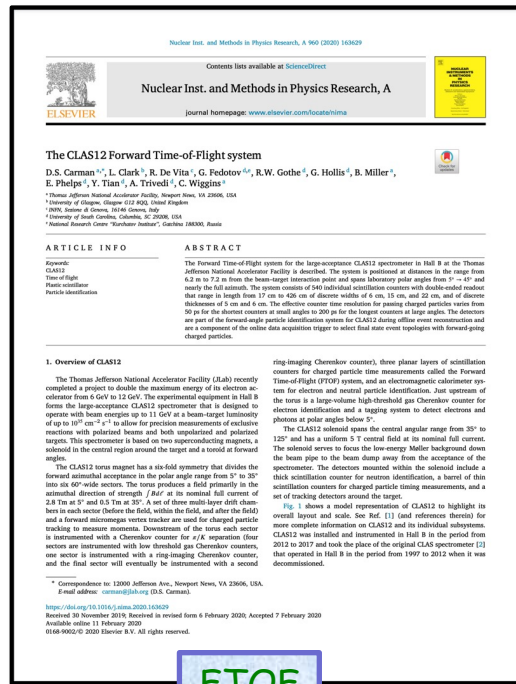 Nuclear Inst. and Methods in Physics Research, A 960 (2020) 163629
Contents lists available at ScienceDirect
Nuclear Inst. and Methods in Physics Research, A
journal homepage: www.elsevier.com/locate/nima
ELSEVIER
NUCLEAR
INSTRUMENTS
& METHODS
IN
PHYSICS
RESEARCH
Check for
updates
The CLAS12 Forward Time-of-Flight system
D.S. Carman a,*, L. Clark b, R. De Vita c, G. Fedotov d,e, R.W. Gothe d, G. Hollis d, B. Miller a,
E. Phelps d, Y. Tian d, A. Trivedi d, C. Wiggins a
a Thomas Jefferson National Accelerator Facility, Newport News, VA 23606, USA
b University of Glasgow, Glasgow G12 8QQ, United Kingdom
c INFN, Sezione di Genova, 16146 Genova, Italy
d University of South Carolina, Columbia, SC 29208, USA
e National Research Centre "Kurchatov Institute", Gatchina 188300, Russia
ARTICLE INFO
Keywords:
CLAS12
Time of flight
Plastic scintillator
Particle identification
ABSTRACT
The Forward Time-of-Flight system for the large-acceptance CLAS12 spectrometer in Hall B at the Thomas
Jefferson National Accelerator Facility is described. The system is positioned at distances in the range from
6.2 m to 7.2 m from the beam–target interaction point and spans laboratory polar angles from 5° → 45° and
nearly the full azimuth. The system consists of 540 individual scintillation counters with double-ended readout
that range in length from 17 cm to 426 cm of discrete widths of 6 cm, 15 cm, and 22 cm, and of discrete
thicknesses of 5 cm and 6 cm. The effective counter time resolution for passing charged particles varies from
50 ps for the shortest counters at small angles to 200 ps for the longest counters at large angles. The detectors
are part of the forward-angle particle identification system for CLAS12 during offline event reconstruction and
are a component of the online data acquisition trigger to select final state event topologies with forward-going
charged particles.
1. Overview of CLAS12
The Thomas Jefferson National Accelerator Facility (JLab) recently
completed a project to double the maximum energy of its electron ac-
celerator from 6 GeV to 12 GeV. The experimental equipment in Hall B
forms the large-acceptance CLAS12 spectrometer that is designed to
operate with beam energies up to 11 GeV at a beam–target luminosity
of up to 10³⁵ cm⁻² s⁻¹ to allow for precision measurements of exclusive
reactions with polarized beams and both unpolarized and polarized
targets. This spectrometer is based on two superconducting magnets, a
solenoid in the central region around the target and a toroid at forward
angles.
The CLAS12 torus magnet has a six-fold symmetry that divides the
forward azimuthal acceptance in the polar angle range from 5° to 35°
into six 60°-wide sectors. The torus produces a field primarily in the
azimuthal direction of strength ∫Bdℓ at its nominal full current of
2.8 Tm at 5° and 0.5 Tm at 35°. A set of three multi-layer drift cham-
bers in each sector (before the field, within the field, and after the field)
and a forward micromegas vertex tracker are used for charged particle
tracking to measure momenta. Downstream of the torus each sector
is instrumented with a Cherenkov counter for π/K separation (four
sectors are instrumented with low threshold gas Cherenkov counters,
one sector is instrumented with a ring-imaging Cherenkov counter,
and the final sector will eventually be instrumented with a second
ring-imaging Cherenkov counter), three planar layers of scintillation
counters for charged particle time measurements called the Forward
Time-of-Flight (FTOF) system, and an electromagnetic calorimeter sys-
tem for electron and neutral particle identification. Just upstream of
the torus is a large-volume high-threshold gas Cherenkov counter for
electron identification and a tagging system to detect electrons and
photons at polar angles below 5°.
The CLAS12 solenoid spans the central angular range from 35° to
125° and has a uniform 5 T central field at its nominal full current.
The solenoid serves to focus the low-energy Møller background down
the beam pipe to the beam dump away from the acceptance of the
spectrometer. The detectors mounted within the solenoid include a
thick scintillation counter for neutron identification, a barrel of thin
scintillation counters for charged particle timing measurements, and a
set of tracking detectors around the target.
Fig. 1 shows a model representation of CLAS12 to highlight its
overall layout and scale. See Ref. [1] (and references therein) for
more complete information on CLAS12 and its individual subsystems.
CLAS12 was installed and instrumented in Hall B in the period from
2012 to 2017 and took the place of the original CLAS spectrometer [2]
that operated in Hall B in the period from 1997 to 2012 when it was
decommissioned.
* Correspondence to: 12000 Jefferson Ave., Newport News, VA 23606, USA.
E-mail address: carman@jlab.org (D.S. Carman).
https://doi.org/10.1016/j.nima.2020.163629
Received 30 November 2019; Received in revised form 6 February 2020; Accepted 7 February 2020
Available online 11 February 2020
0168-9002/© 2020 Elsevier B.V. All rights reserved.
FTOF